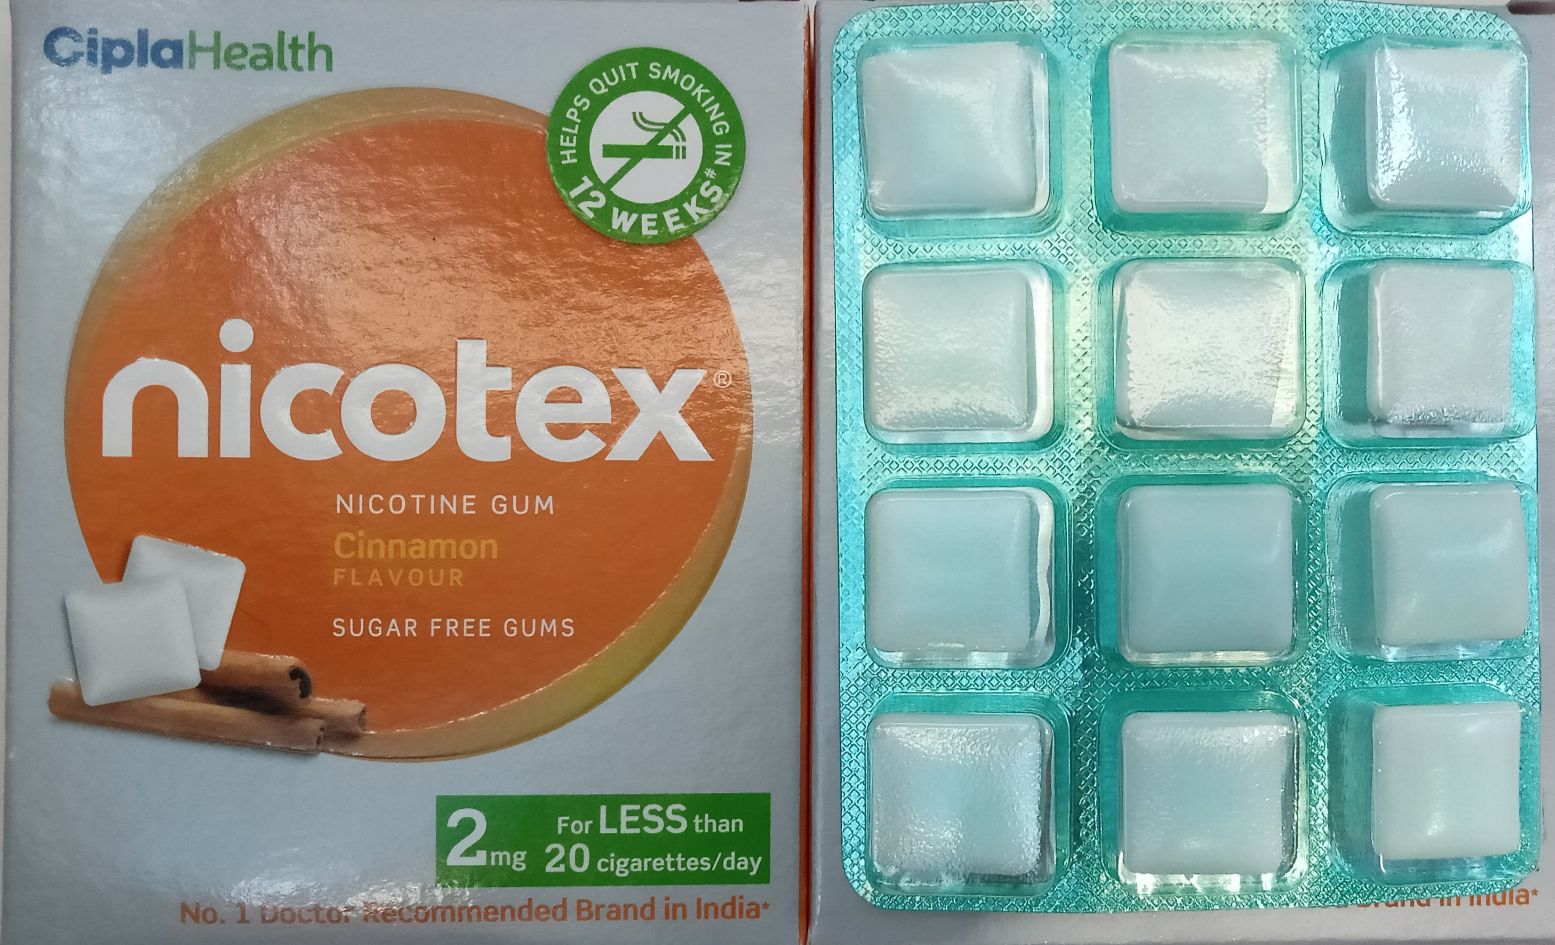 CiplaHealth
HELPS QUIT SMOKING IN
12 WEEKS#
nicotex®
NICOTINE GUM
Cinnamon
FLAVOUR
SUGAR FREE GUMS
2mg For LESS than
20 cigarettes/day
No. 1 Doctor Recommended Brand in India*
Brand in India*